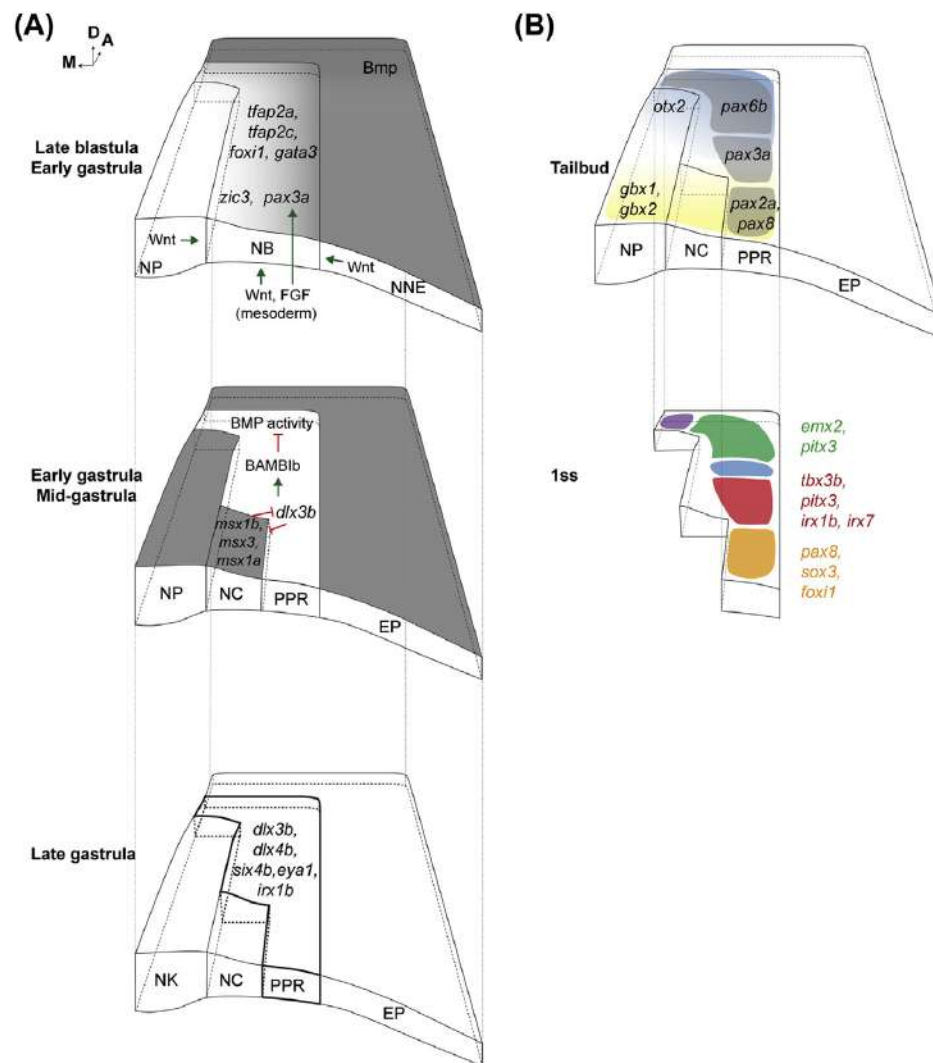 (A)
D
A
M
Bmp
tfap2a,
tfap2c,
foxi1, gata3
Late blastula
Early gastrula
zic3, pax3a
Wnt
NP
NB
Wnt
NNE
Wnt, FGF
(mesoderm)
BMP activity
BAMBIb
Early gastrula
Mid-gastrula
dlx3b
msx1b,
msx3,
msx1a
NP
NC
PPR
EP
dlx3b,
dlx4b,
six4b,eya1,
irx1b
Late gastrula
NK
NC
PPR
EP
(B)
otx2
pax6b
Tailbud
pax3a
gbx1,
gbx2
pax2a,
pax8
NP
NC
PPR
EP
1ss
emx2,
pitx3
tbx3b,
pitx3,
irx1b, irx7
pax8,
sox3,
foxi1